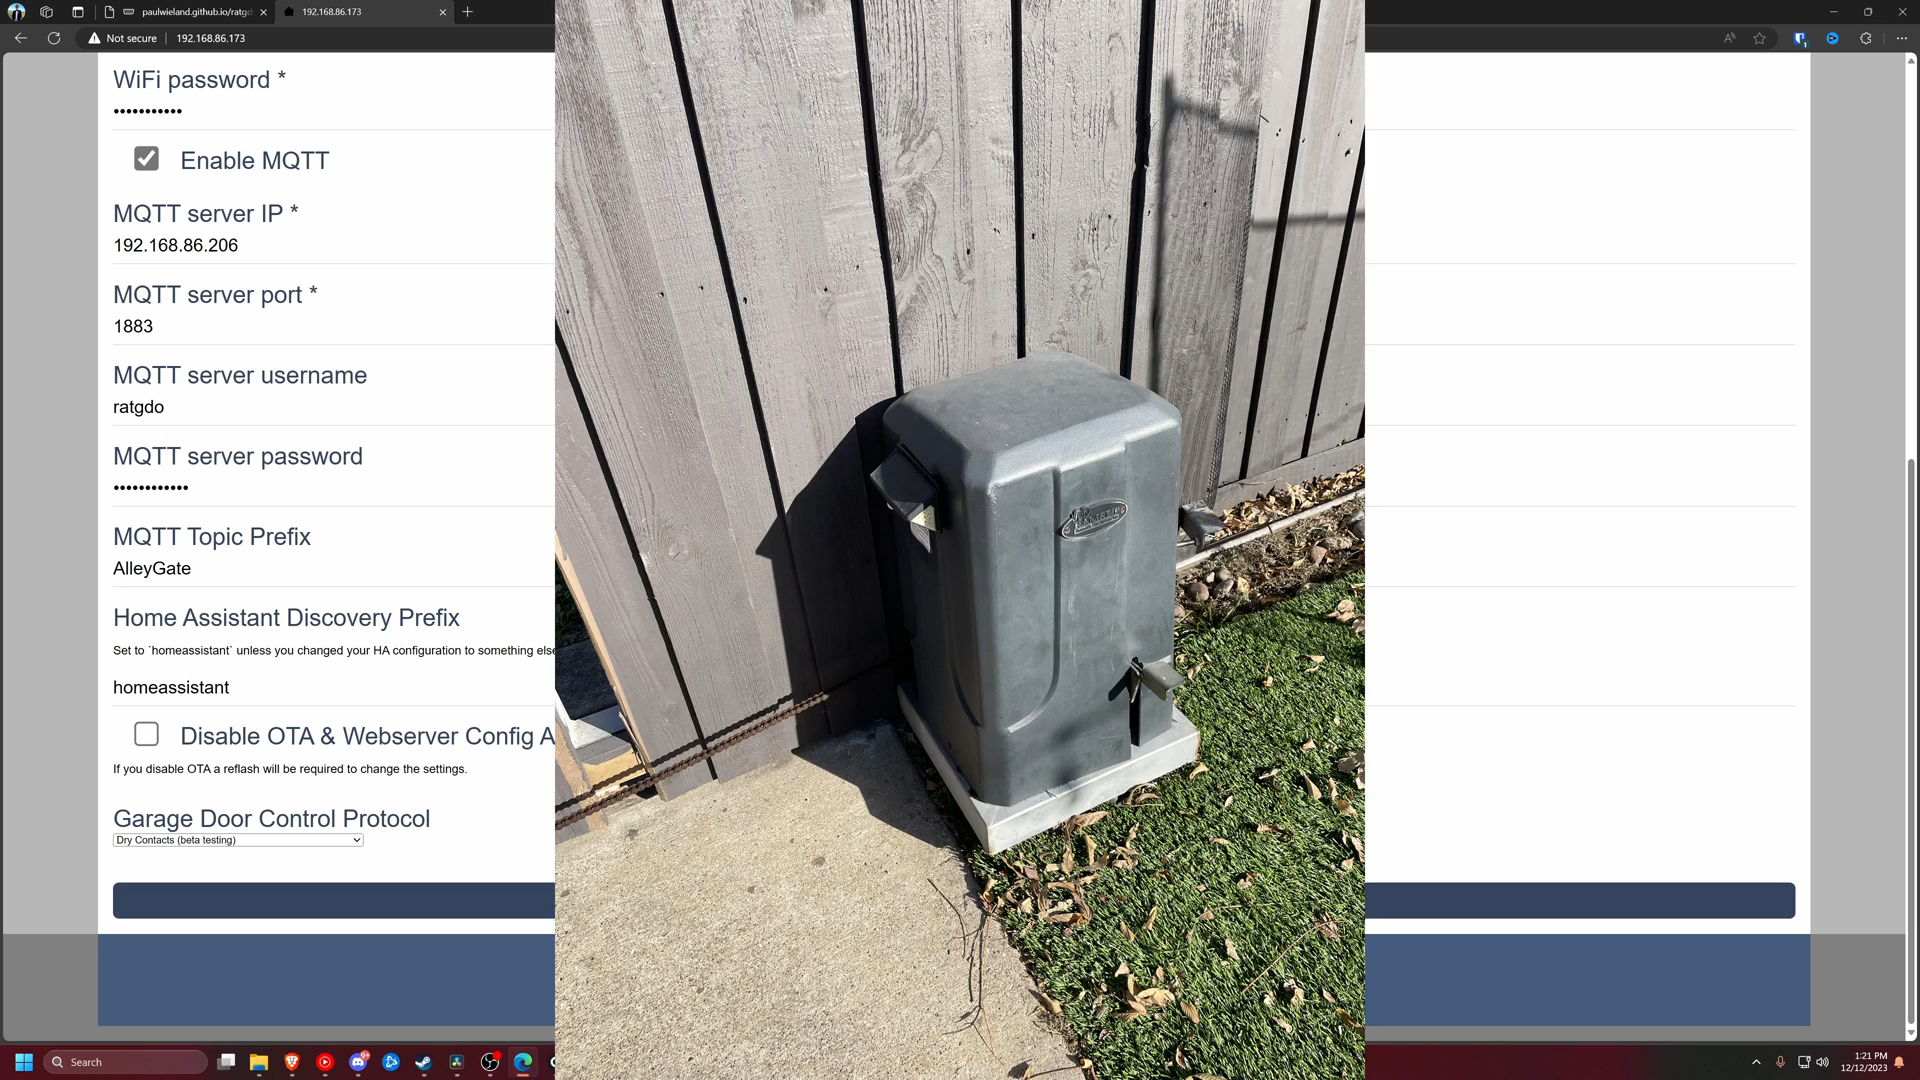 paulwieland.github.io/ratgd
192.168.86.173
Not secure
192.168.86.173
WiFi password *
•••••••••••
Enable MQTT
MQTT server IP *
192.168.86.206
MQTT server port *
1883
MQTT server username
ratgdo
MQTT server password
••••••••••••
MQTT Topic Prefix
AlleyGate
Home Assistant Discovery Prefix
Set to `homeassistant` unless you changed your HA configuration to something else
homeassistant
Disable OTA & Webserver Config A
If you disable OTA a reflash will be required to change the settings.
Garage Door Control Protocol
Dry Contacts (beta testing)
Search
1:21 PM
12/12/2023